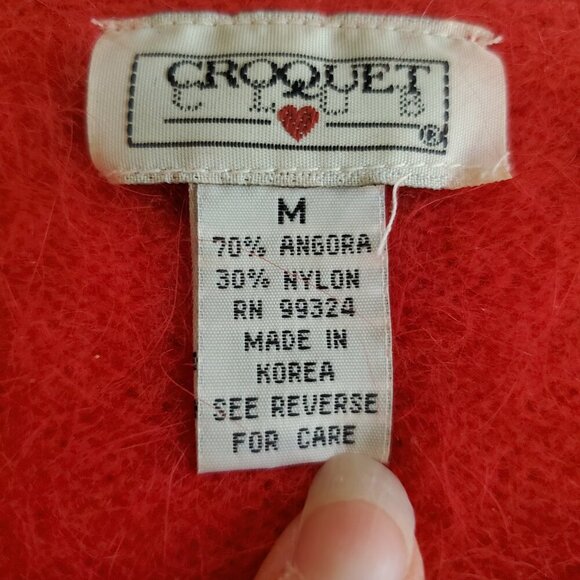 CROQUET
CLUB
®
M
70% ANGORA
30% NYLON
RN 99324
MADE IN
KOREA
SEE REVERSE
FOR CARE